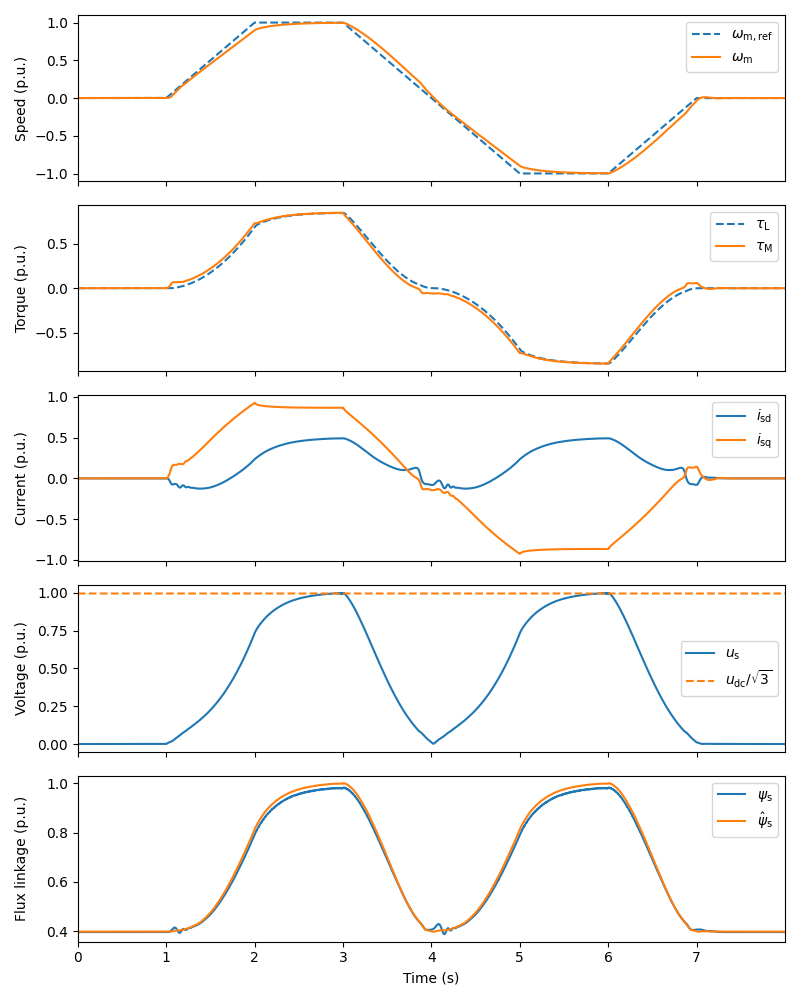 1.0
0.5
0.0
−0.5
−1.0
Speed (p.u.)
ω_m,ref
ω_m
0.5
0.0
−0.5
Torque (p.u.)
τ_L
τ_M
1.0
0.5
0.0
−0.5
−1.0
Current (p.u.)
i_sd
i_sq
1.00
0.75
0.50
0.25
0.00
Voltage (p.u.)
u_s
u_dc/√3
1.0
0.8
0.6
0.4
Flux linkage (p.u.)
ψ_s
ψ̂_s
0 1 2 3 4 5 6 7
Time (s)